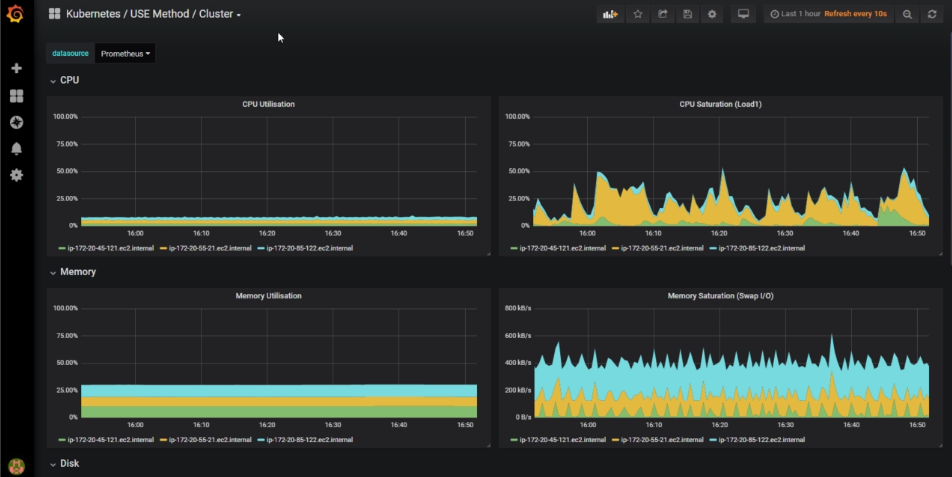 Kubernetes / USE Method / Cluster
Last 1 hour Refresh every 10s
datasource Prometheus
CPU
CPU Utilisation
100.00%
75.00%
50.00%
25.00%
0%
16:00 16:10 16:20 16:30 16:40 16:50
ip-172-20-45-121.ec2.internal ip-172-20-55-21.ec2.internal ip-172-20-85-122.ec2.internal
CPU Saturation (Load1)
100.00%
75.00%
50.00%
25.00%
0%
16:00 16:10 16:20 16:30 16:40 16:50
ip-172-20-45-121.ec2.internal ip-172-20-55-21.ec2.internal ip-172-20-85-122.ec2.internal
Memory
Memory Utilisation
100.00%
75.00%
50.00%
25.00%
0%
16:00 16:10 16:20 16:30 16:40 16:50
ip-172-20-45-121.ec2.internal ip-172-20-55-21.ec2.internal ip-172-20-85-122.ec2.internal
Memory Saturation (Swap I/O)
800 kB/s
600 kB/s
400 kB/s
200 kB/s
0 B/s
16:00 16:10 16:20 16:30 16:40 16:50
ip-172-20-45-121.ec2.internal ip-172-20-55-21.ec2.internal ip-172-20-85-122.ec2.internal
Disk